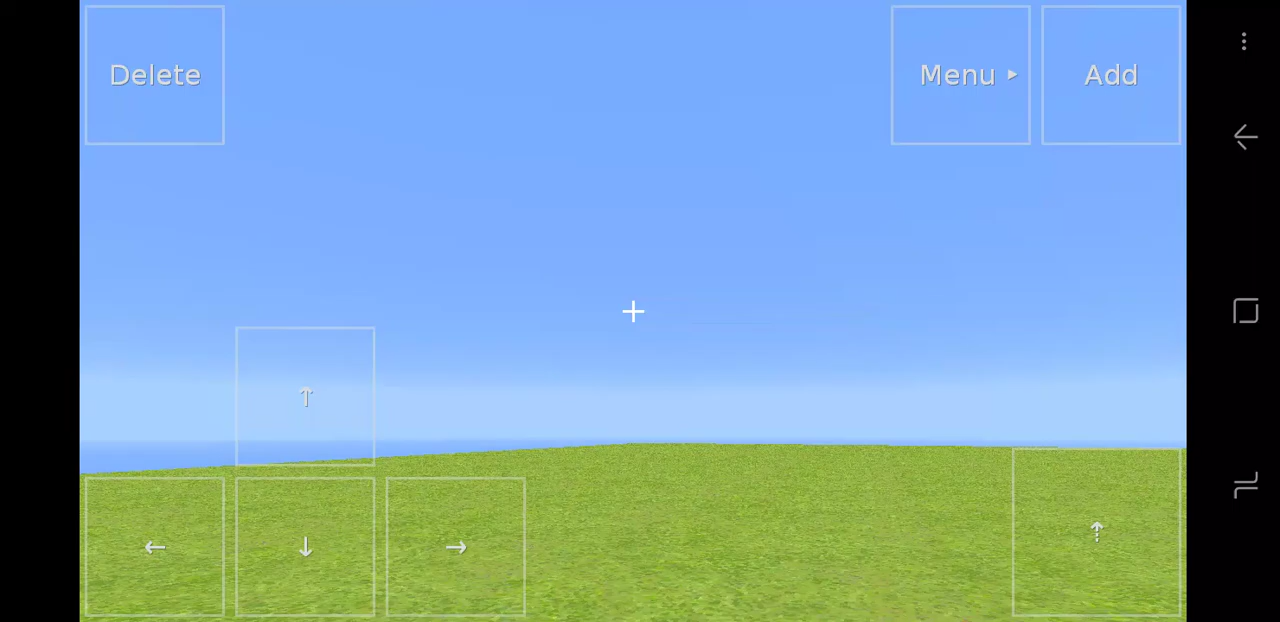 Delete
Menu ▸
Add
↑
← ↓ →
⇡